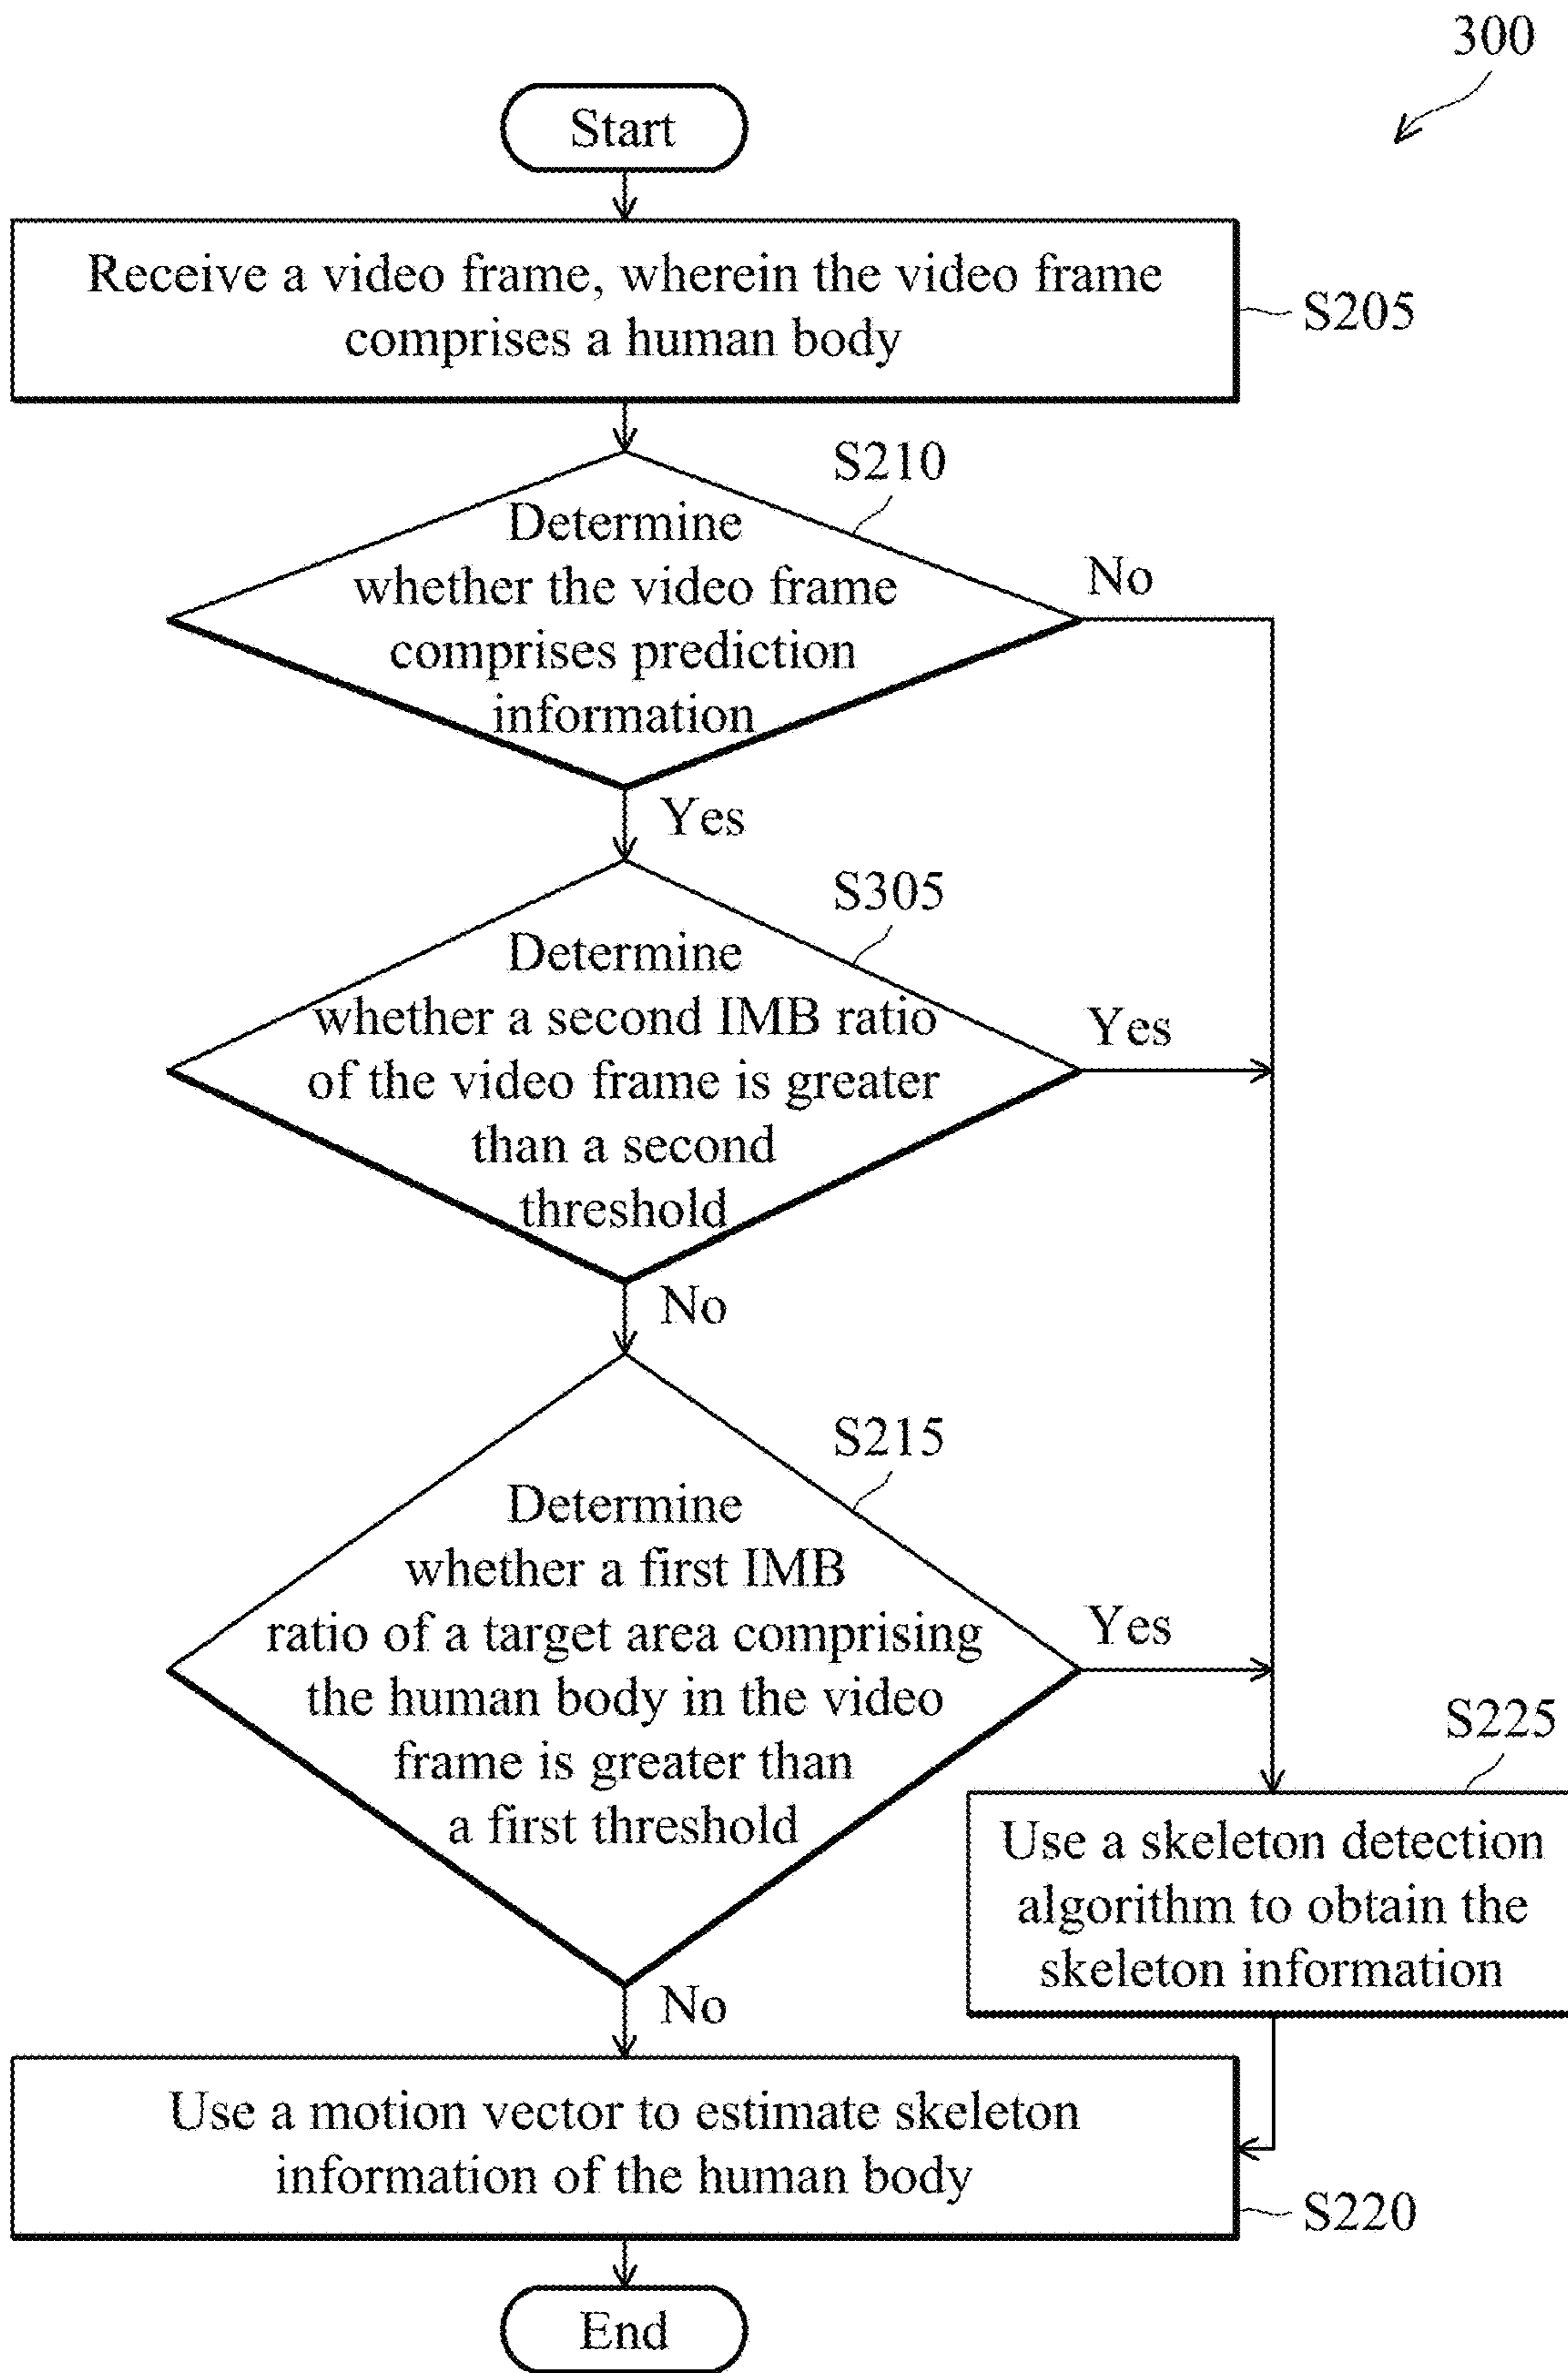 300
Start
Receive a video frame, wherein the video frame
comprises a human body
S205
S210
Determine
whether the video frame
comprises prediction
information
No
Yes
S305
Determine
whether a second IMB ratio
of the video frame is greater
than a second
threshold
Yes
No
S215
Determine
whether a first IMB
ratio of a target area comprising
the human body in the video
frame is greater than
a first threshold
Yes
S225
Use a skeleton detection
algorithm to obtain the
skeleton information
No
Use a motion vector to estimate skeleton
information of the human body
S220
End